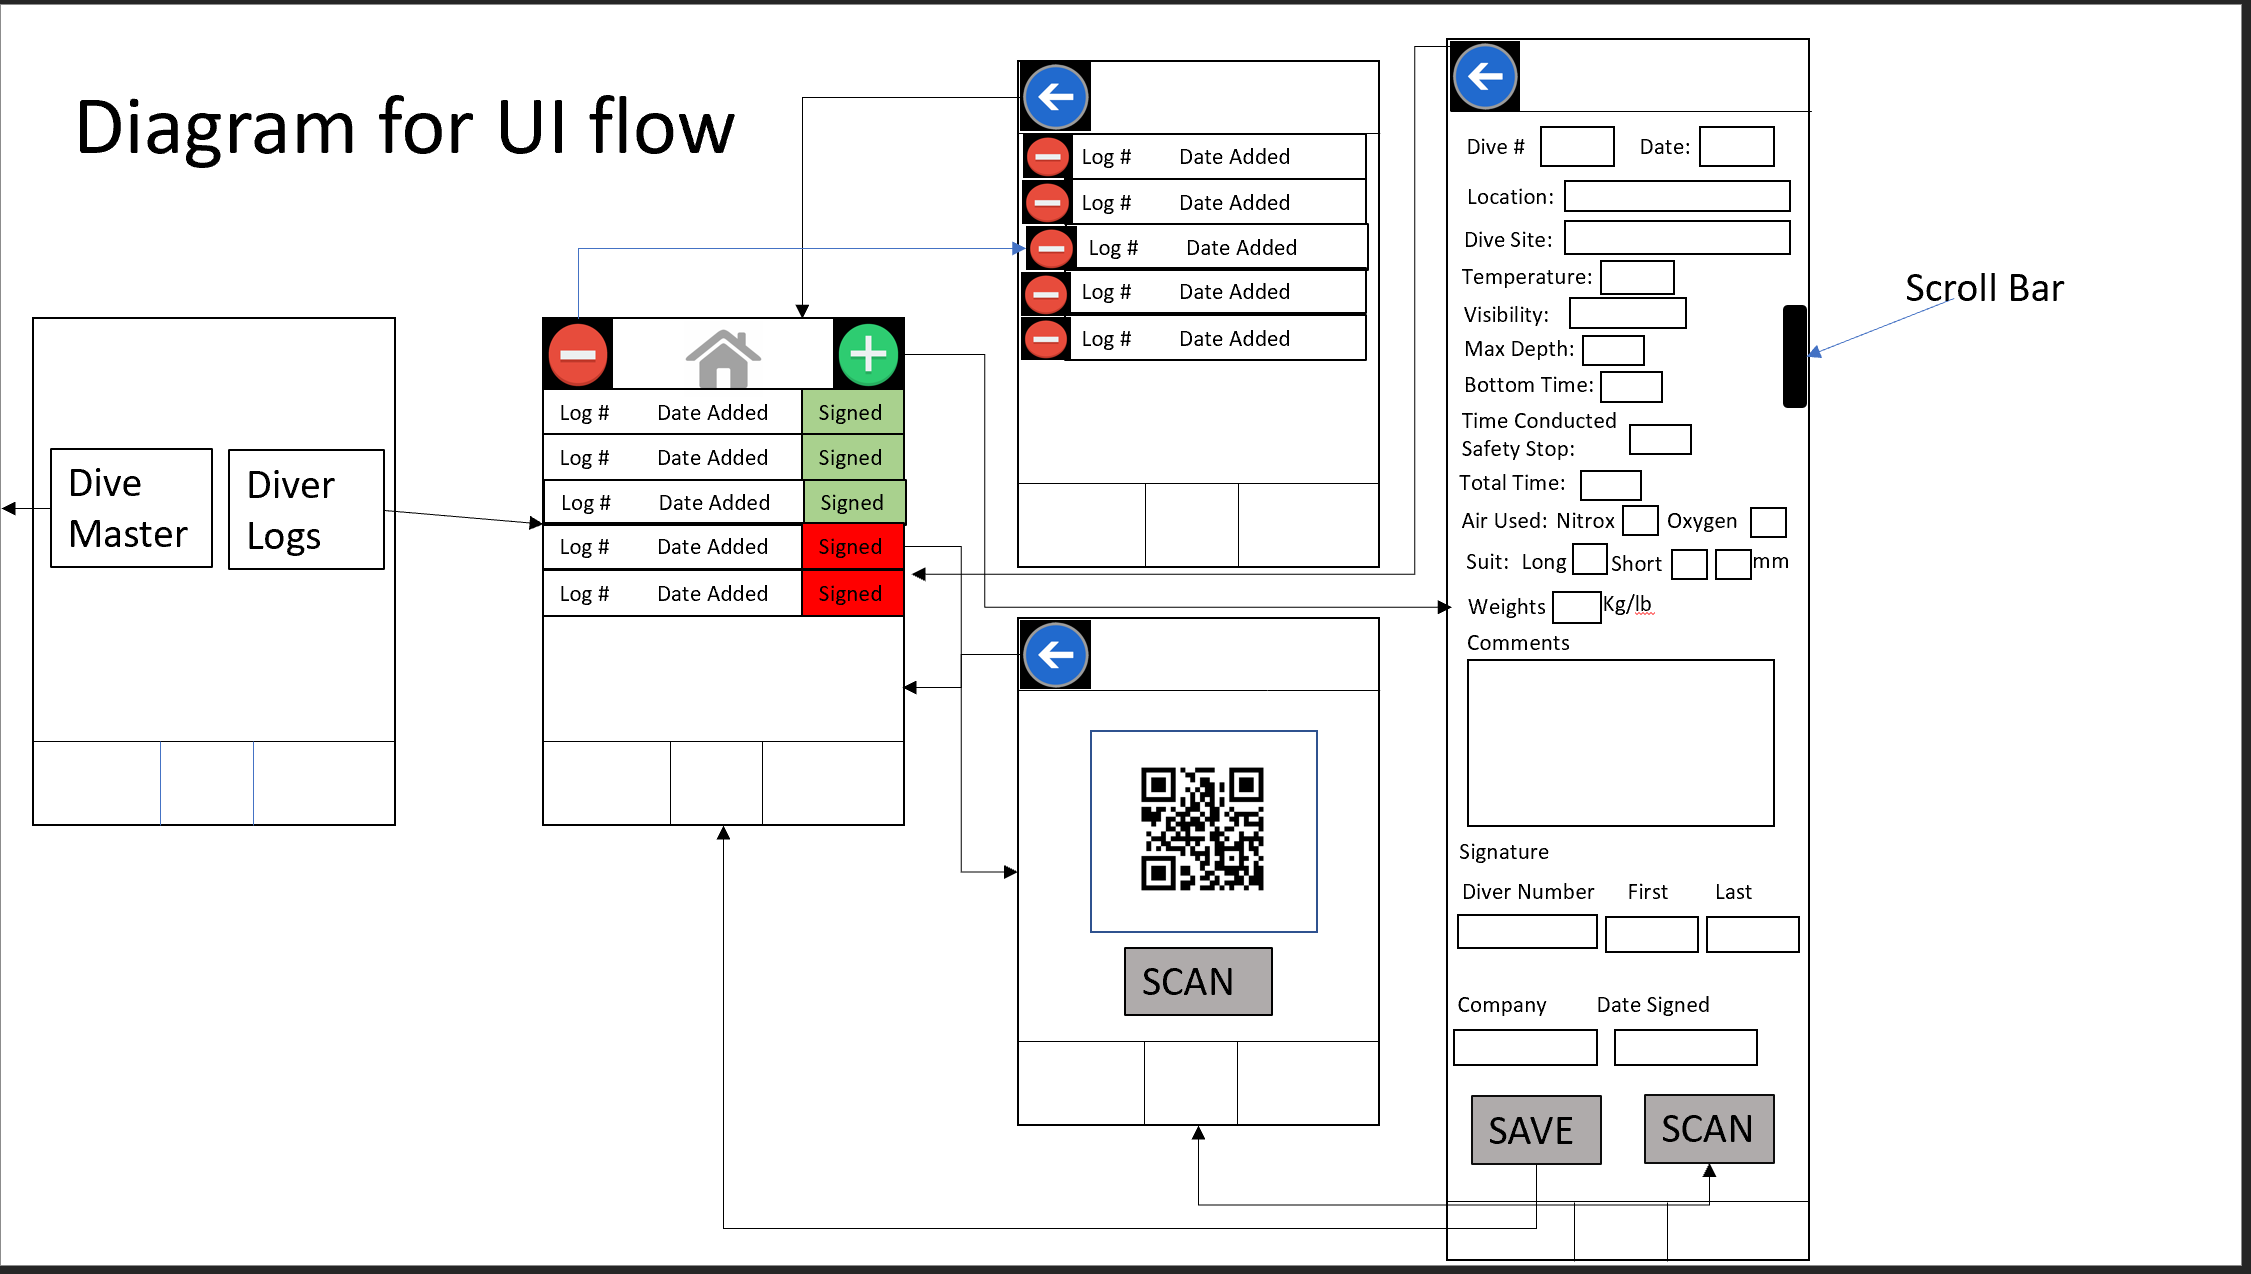 Diagram for UI flow
Dive
Master
Diver
Logs
Log # Date Added Signed
Log # Date Added Signed
Log # Date Added Signed
Log # Date Added Signed
Log # Date Added Signed
Log # Date Added
Log # Date Added
Log # Date Added
Log # Date Added
Log # Date Added
SCAN
Dive # Date:
Location:
Dive Site:
Temperature:
Visibility:
Max Depth:
Bottom Time:
Time Conducted
Safety Stop:
Total Time:
Air Used: Nitrox Oxygen
Suit: Long Short mm
Weights Kg/lb
Comments
Signature
Diver Number First Last
Company Date Signed
SAVE SCAN
Scroll Bar